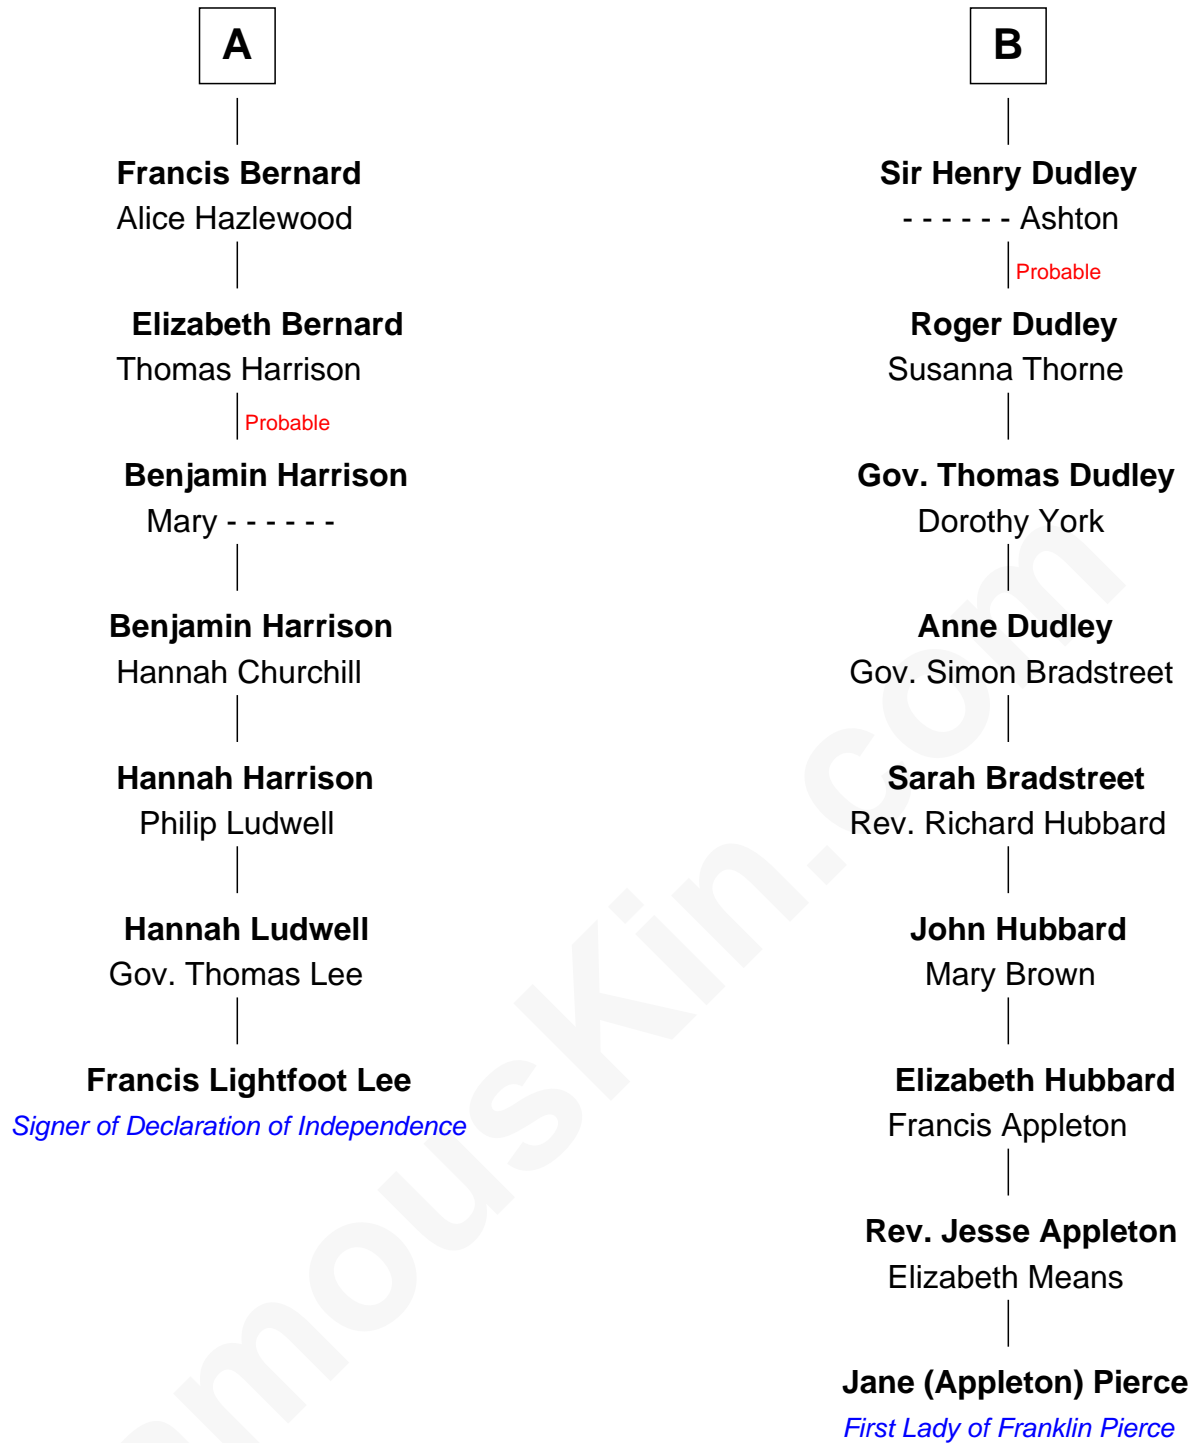 A
Francis Bernard
Alice Hazlewood
Elizabeth Bernard
Thomas Harrison
Probable
Benjamin Harrison
Mary - - - - - -
Benjamin Harrison
Hannah Churchill
Hannah Harrison
Philip Ludwell
Hannah Ludwell
Gov. Thomas Lee
Francis Lightfoot Lee
Signer of Declaration of Independence
B
Sir Henry Dudley
- - - - - - Ashton
Probable
Roger Dudley
Susanna Thorne
Gov. Thomas Dudley
Dorothy York
Anne Dudley
Gov. Simon Bradstreet
Sarah Bradstreet
Rev. Richard Hubbard
John Hubbard
Mary Brown
Elizabeth Hubbard
Francis Appleton
Rev. Jesse Appleton
Elizabeth Means
Jane (Appleton) Pierce
First Lady of Franklin Pierce
amousKin.com